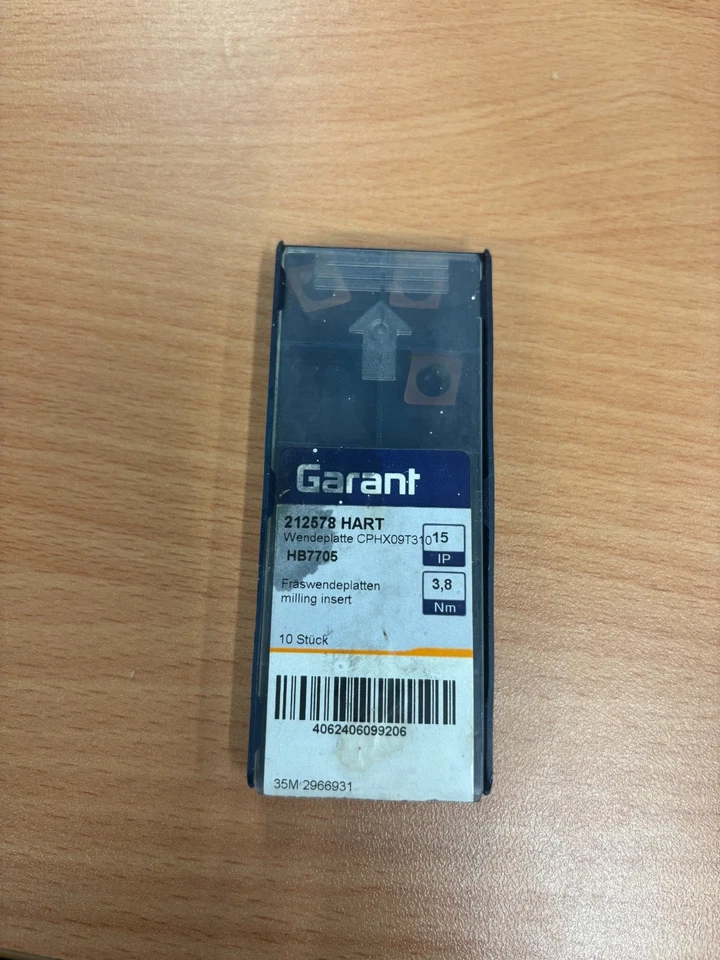 Garant
212578 HART
Wendeplatte CPHX09T310
HB7705
15
IP
Fräswendeplatten
milling insert
3,8
Nm
10 Stück
4062406099206
35M 2966931